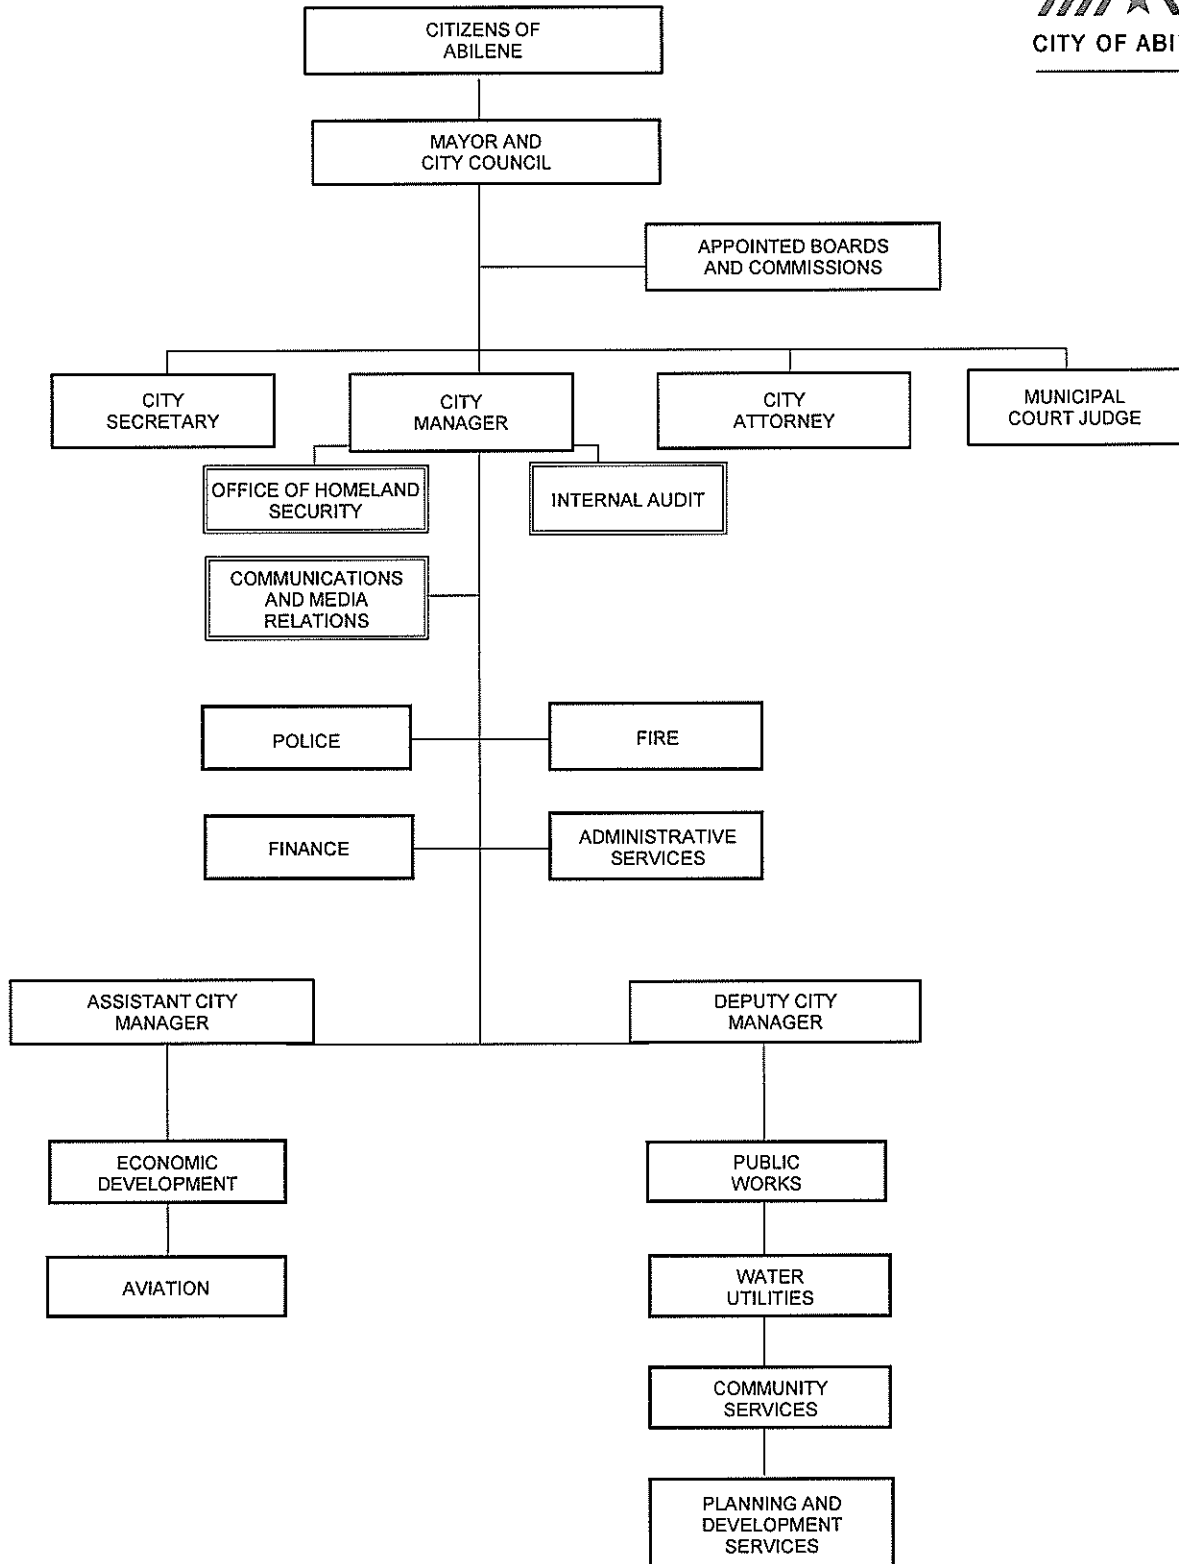 CITY OF ABI
CITIZENS OF
ABILENE
MAYOR AND
CITY COUNCIL
APPOINTED BOARDS
AND COMMISSIONS
CITY
SECRETARY
CITY
MANAGER
CITY
ATTORNEY
MUNICIPAL
COURT JUDGE
OFFICE OF HOMELAND
SECURITY
INTERNAL AUDIT
COMMUNICATIONS
AND MEDIA
RELATIONS
POLICE
FIRE
FINANCE
ADMINISTRATIVE
SERVICES
ASSISTANT CITY
MANAGER
DEPUTY CITY
MANAGER
ECONOMIC
DEVELOPMENT
PUBLIC
WORKS
AVIATION
WATER
UTILITIES
COMMUNITY
SERVICES
PLANNING AND
DEVELOPMENT
SERVICES